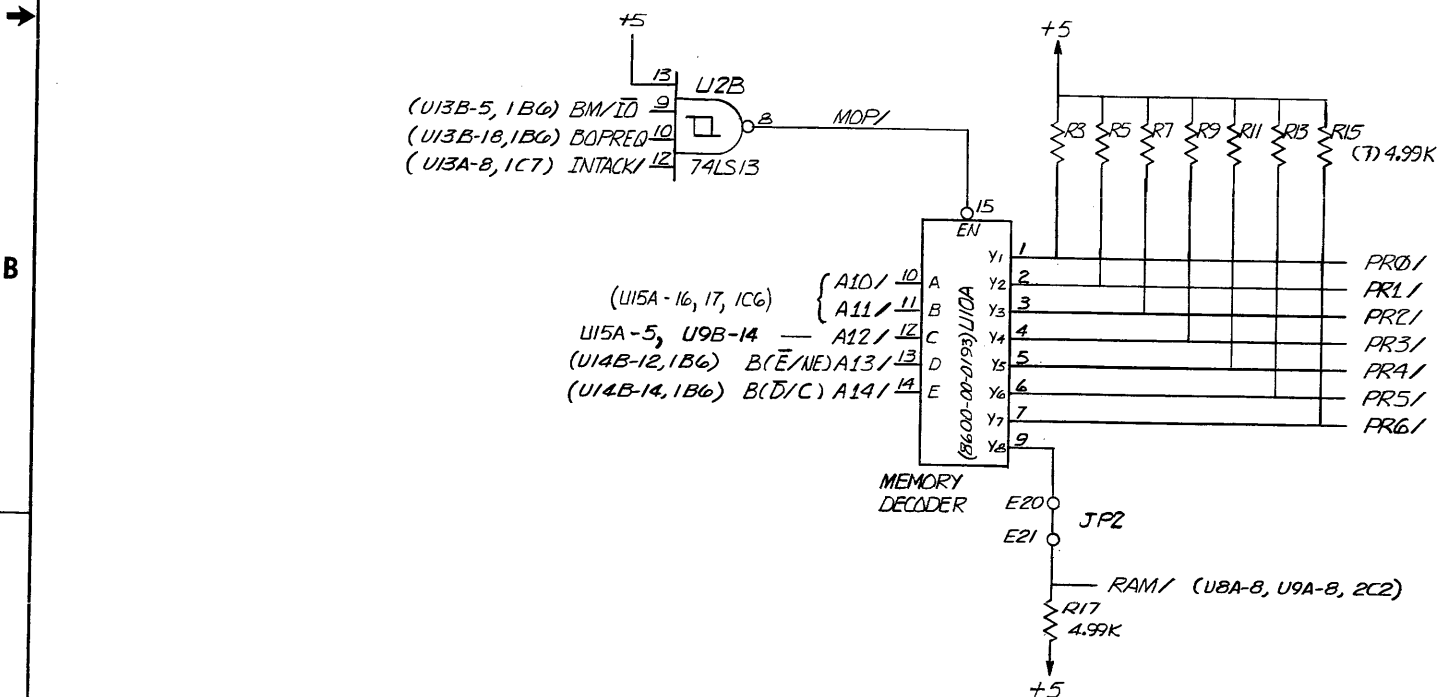 +5
+5
13
U2B
(U13B-5, 1B6) BM/I̅O̅ 9
8
MOP/
(U13B-18, 1B6) BOPREQ 10
(U13A-8, 1C7) INTACK/ 12
74LS13
R3 R5 R7 R9 R11 R13 R15
(7) 4.99K
15
EN
B
Y1 1 PRØ/
A10/ 10 A
Y2 2 PR1/
(U15A-16, 17, 1C6)
A11/ 11 B
Y3 3 PR2/
U15A-5, U9B-14 — A12/ 12 C
Y4 4 PR3/
(U14B-12, 1B6) B(E̅/NE)A13/ 13 D
Y5 5 PR4/
(U14B-14, 1B6) B(D̅/C)A14/ 14 E
Y6 6 PR5/
Y7 7 PR6/
Y8 9
(8600-00-0193) U10A
MEMORY
DECODER
E20
JP2
E21
RAM/ (U8A-8, U9A-8, 2C2)
R17
4.99K
+5